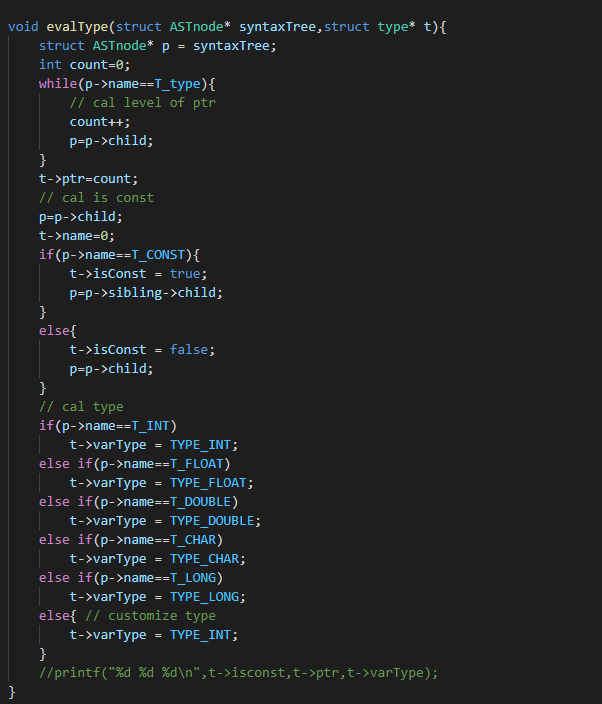 void evalType(struct ASTnode* syntaxTree,struct type* t){
    struct ASTnode* p = syntaxTree;
    int count=0;
    while(p->name==T_type){
        // cal level of ptr
        count++;
        p=p->child;
    }
    t->ptr=count;
    // cal is const
    p=p->child;
    t->name=0;
    if(p->name==T_CONST){
        t->isConst = true;
        p=p->sibling->child;
    }
    else{
        t->isConst = false;
        p=p->child;
    }
    // cal type
    if(p->name==T_INT)
        t->varType = TYPE_INT;
    else if(p->name==T_FLOAT)
        t->varType = TYPE_FLOAT;
    else if(p->name==T_DOUBLE)
        t->varType = TYPE_DOUBLE;
    else if(p->name==T_CHAR)
        t->varType = TYPE_CHAR;
    else if(p->name==T_LONG)
        t->varType = TYPE_LONG;
    else{ // customize type
        t->varType = TYPE_INT;
    }
    //printf("%d %d %d\n",t->isconst,t->ptr,t->varType);
}